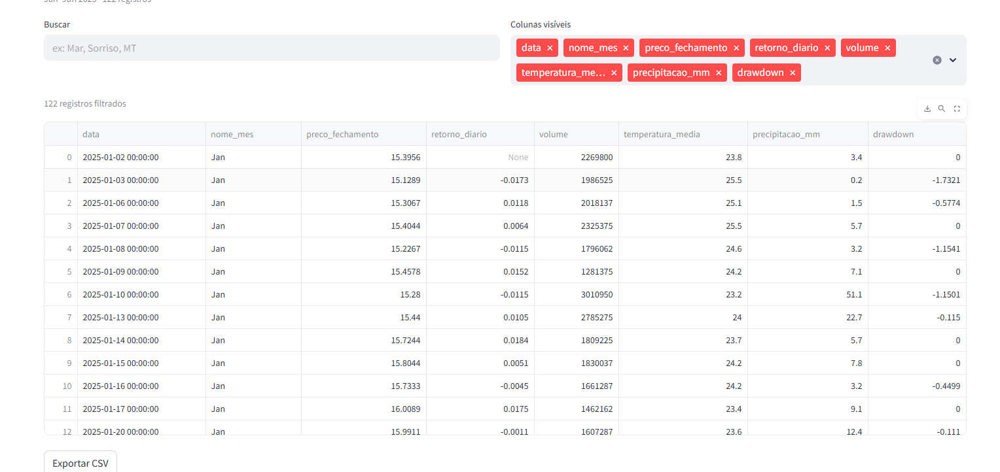 Jan–Jun 2025 · 122 registros
Buscar
Colunas visíveis
ex: Mar, Sorriso, MT
data × nome_mes × preco_fechamento × retorno_diario × volume ×
temperatura_me... × precipitacao_mm × drawdown ×
122 registros filtrados
data nome_mes preco_fechamento retorno_diario volume temperatura_media precipitacao_mm drawdown
0 2025-01-02 00:00:00 Jan 15.3956 None 2269800 23.8 3.4 0
1 2025-01-03 00:00:00 Jan 15.1289 -0.0173 1986525 25.5 0.2 -1.7321
2 2025-01-06 00:00:00 Jan 15.3067 0.0118 2018137 25.1 1.5 -0.5774
3 2025-01-07 00:00:00 Jan 15.4044 0.0064 2325375 25.5 5.7 0
4 2025-01-08 00:00:00 Jan 15.2267 -0.0115 1796062 24.6 3.2 -1.1541
5 2025-01-09 00:00:00 Jan 15.4578 0.0152 1281375 24.2 7.1 0
6 2025-01-10 00:00:00 Jan 15.28 -0.0115 3010950 23.2 51.1 -1.1501
7 2025-01-13 00:00:00 Jan 15.44 0.0105 2785275 24 22.7 -0.115
8 2025-01-14 00:00:00 Jan 15.7244 0.0184 1809225 23.7 5.7 0
9 2025-01-15 00:00:00 Jan 15.8044 0.0051 1830037 24.2 7.8 0
10 2025-01-16 00:00:00 Jan 15.7333 -0.0045 1661287 24.2 3.2 -0.4499
11 2025-01-17 00:00:00 Jan 16.0089 0.0175 1462162 23.4 9.1 0
12 2025-01-20 00:00:00 Jan 15.9911 -0.0011 1607287 23.6 12.4 -0.111
Exportar CSV